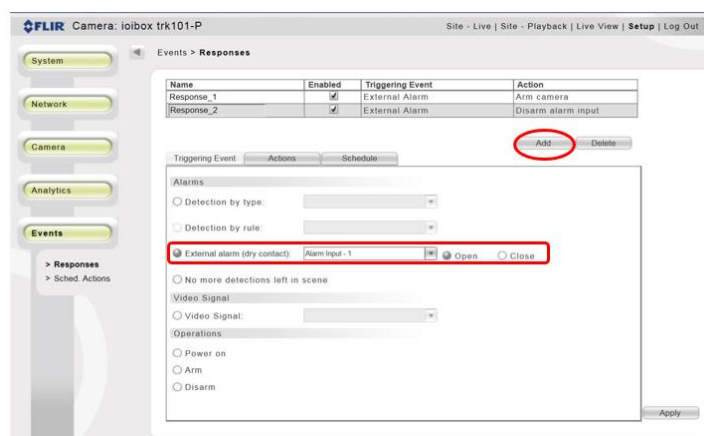 FLIR Camera: ioibox trk101-P
Site - Live | Site - Playback | Live View | Setup | Log Out
System
Network
Camera
Analytics
Events
> Responses
> Sched. Actions
Events > Responses
Name Enabled Triggering Event Action
Response_1 External Alarm Arm camera
Response_2 External Alarm Disarm alarm input
Add Delete
Triggering Event Actions Schedule
Alarms
Detection by type:
Detection by rule:
External alarm (dry contact): Alarm Input - 1 Open Close
No more detections left in scene
Video Signal
Video Signal:
Operations
Power on
Arm
Disarm
Apply